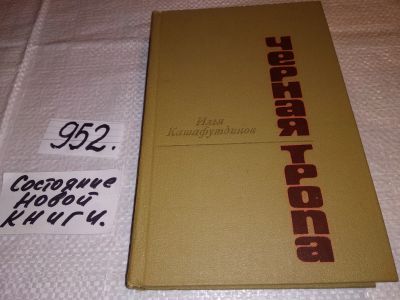 952.
Состояние
новой
книги.
Илья
Кашафутдинов
черная тропа